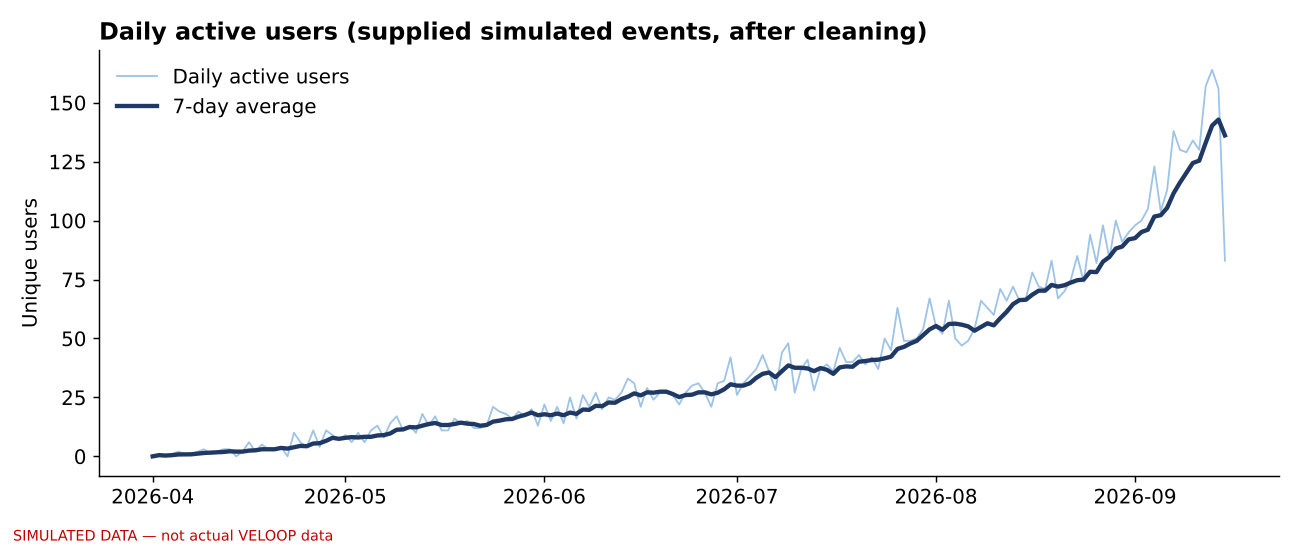 Daily active users (supplied simulated events, after cleaning)
Daily active users
7-day average
Unique users
150
125
100
75
50
25
0
2026-04
2026-05
2026-06
2026-07
2026-08
2026-09
SIMULATED DATA — not actual VELOOP data